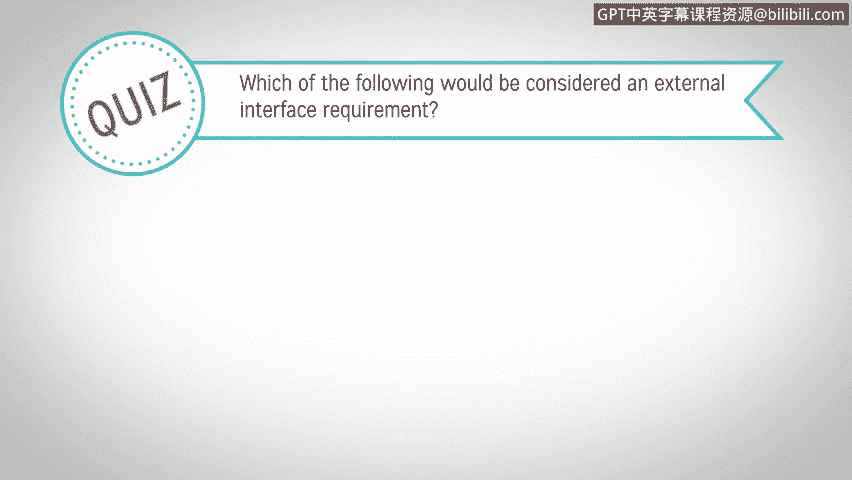 GPT中英字幕课程资源@bilibili.com
QUIZ
Which of the following would be considered an external
interface requirement?